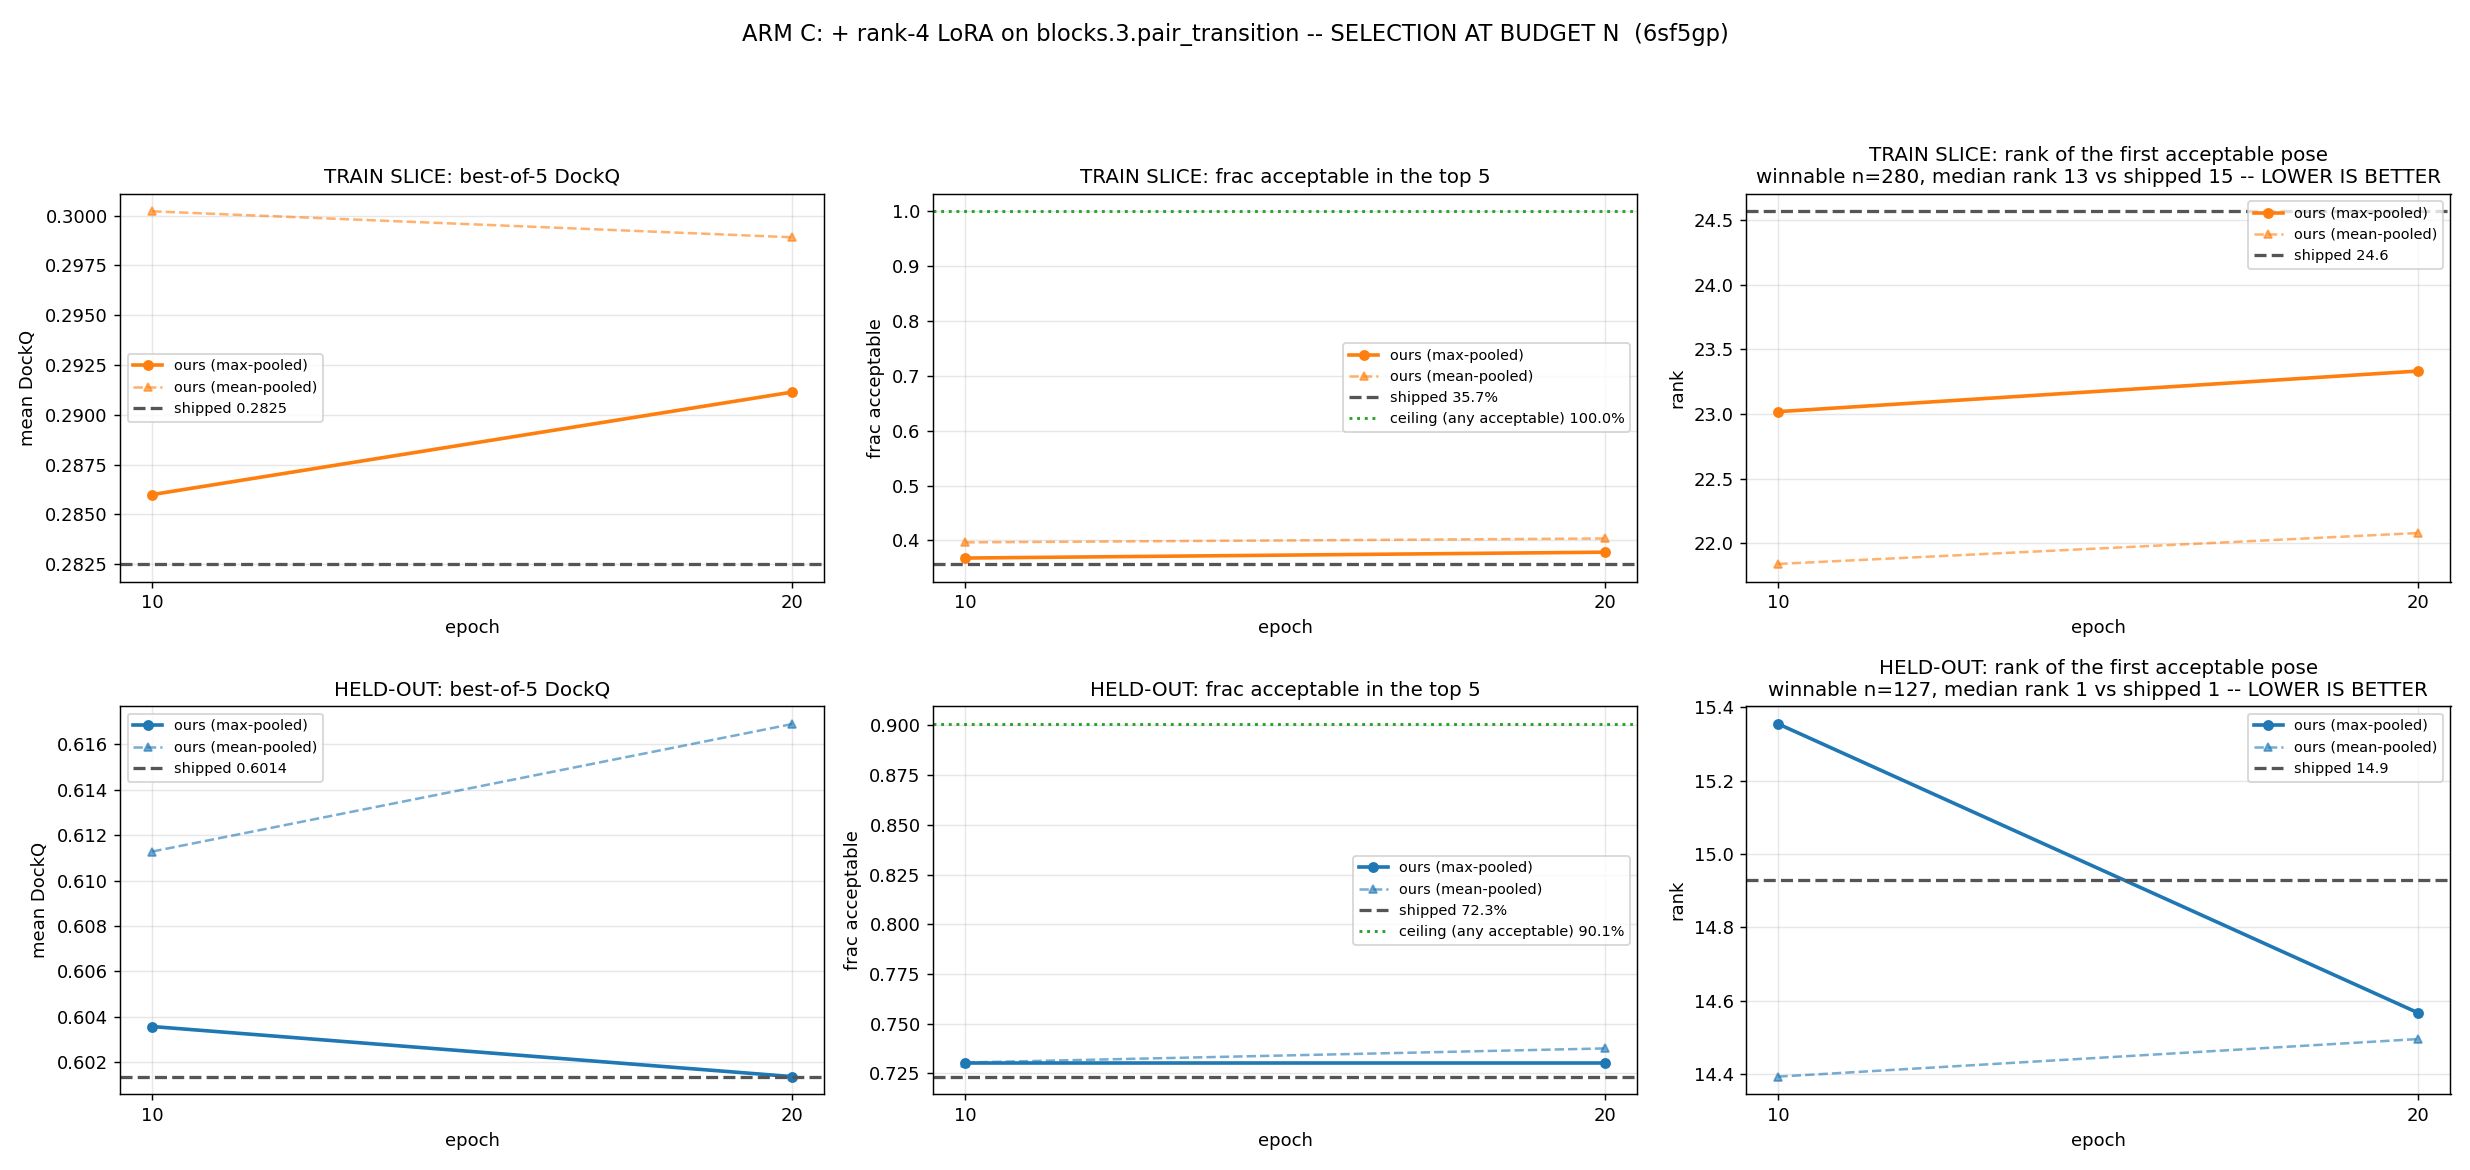 ARM C: + rank-4 LoRA on blocks.3.pair_transition -- SELECTION AT BUDGET N  (6sf5gp)
TRAIN SLICE: best-of-5 DockQ
mean DockQ
0.3000
0.2975
0.2950
0.2925
0.2900
0.2875
0.2850
0.2825
ours (max-pooled)
ours (mean-pooled)
shipped 0.2825
10
20
epoch
TRAIN SLICE: frac acceptable in the top 5
frac acceptable
1.0
0.9
0.8
0.7
0.6
0.5
0.4
ours (max-pooled)
ours (mean-pooled)
shipped 35.7%
ceiling (any acceptable) 100.0%
10
20
epoch
TRAIN SLICE: rank of the first acceptable pose
winnable n=280, median rank 13 vs shipped 15 -- LOWER IS BETTER
rank
24.5
24.0
23.5
23.0
22.5
22.0
ours (max-pooled)
ours (mean-pooled)
shipped 24.6
10
20
epoch
HELD-OUT: best-of-5 DockQ
mean DockQ
0.616
0.614
0.612
0.610
0.608
0.606
0.604
0.602
ours (max-pooled)
ours (mean-pooled)
shipped 0.6014
10
20
epoch
HELD-OUT: frac acceptable in the top 5
frac acceptable
0.900
0.875
0.850
0.825
0.800
0.775
0.750
0.725
ours (max-pooled)
ours (mean-pooled)
shipped 72.3%
ceiling (any acceptable) 90.1%
10
20
epoch
HELD-OUT: rank of the first acceptable pose
winnable n=127, median rank 1 vs shipped 1 -- LOWER IS BETTER
rank
15.4
15.2
15.0
14.8
14.6
14.4
ours (max-pooled)
ours (mean-pooled)
shipped 14.9
10
20
epoch